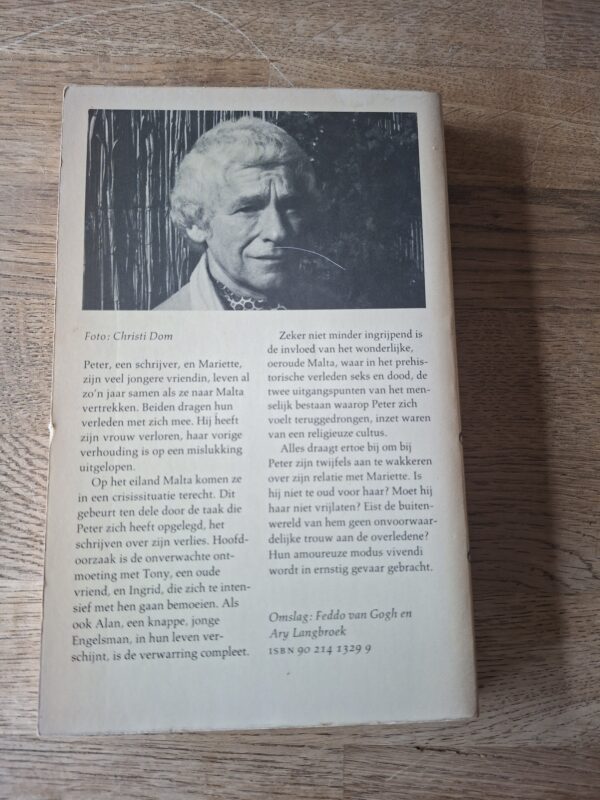 Foto: Christi Dom
Peter, een schrijver, en Mariette,
zijn veel jongere vriendin, leven al
zo'n jaar samen als ze naar Malta
vertrekken. Beiden dragen hun
verleden met zich mee. Hij heeft
zijn vrouw verloren, haar vorige
verhouding is op een mislukking
uitgelopen.
Op het eiland Malta komen ze
in een crisissituatie terecht. Dit
gebeurt ten dele door de taak die
Peter zich heeft opgelegd, het
schrijven over zijn verlies. Hoofd-
oorzaak is de onverwachte ont-
moeting met Tony, een oude
vriend, en Ingrid, die zich te inten-
sief met hen gaan bemoeien. Als
ook Alan, een knappe, jonge
Engelsman, in hun leven ver-
schijnt, is de verwarring compleet.
Zeker niet minder ingrijpend is
de invloed van het wonderlijke,
oeroude Malta, waar in het prehis-
torische verleden seks en dood, de
twee uitgangspunten van het men-
selijk bestaan waarop Peter zich
voelt teruggedrongen, inzet waren
van een religieuze cultus.
Alles draagt ertoe bij om bij
Peter zijn twijfels aan te wakkeren
over zijn relatie met Mariette. Is
hij niet te oud voor haar? Moet hij
haar niet vrijlaten? Eist de buiten-
wereld van hem geen onvoorwaar-
delijke trouw aan de overledene?
Hun amoureuze modus vivendi
wordt in ernstig gevaar gebracht.
Omslag: Feddo van Gogh en
Ary Langbroek
ISBN 90 214 1329 9